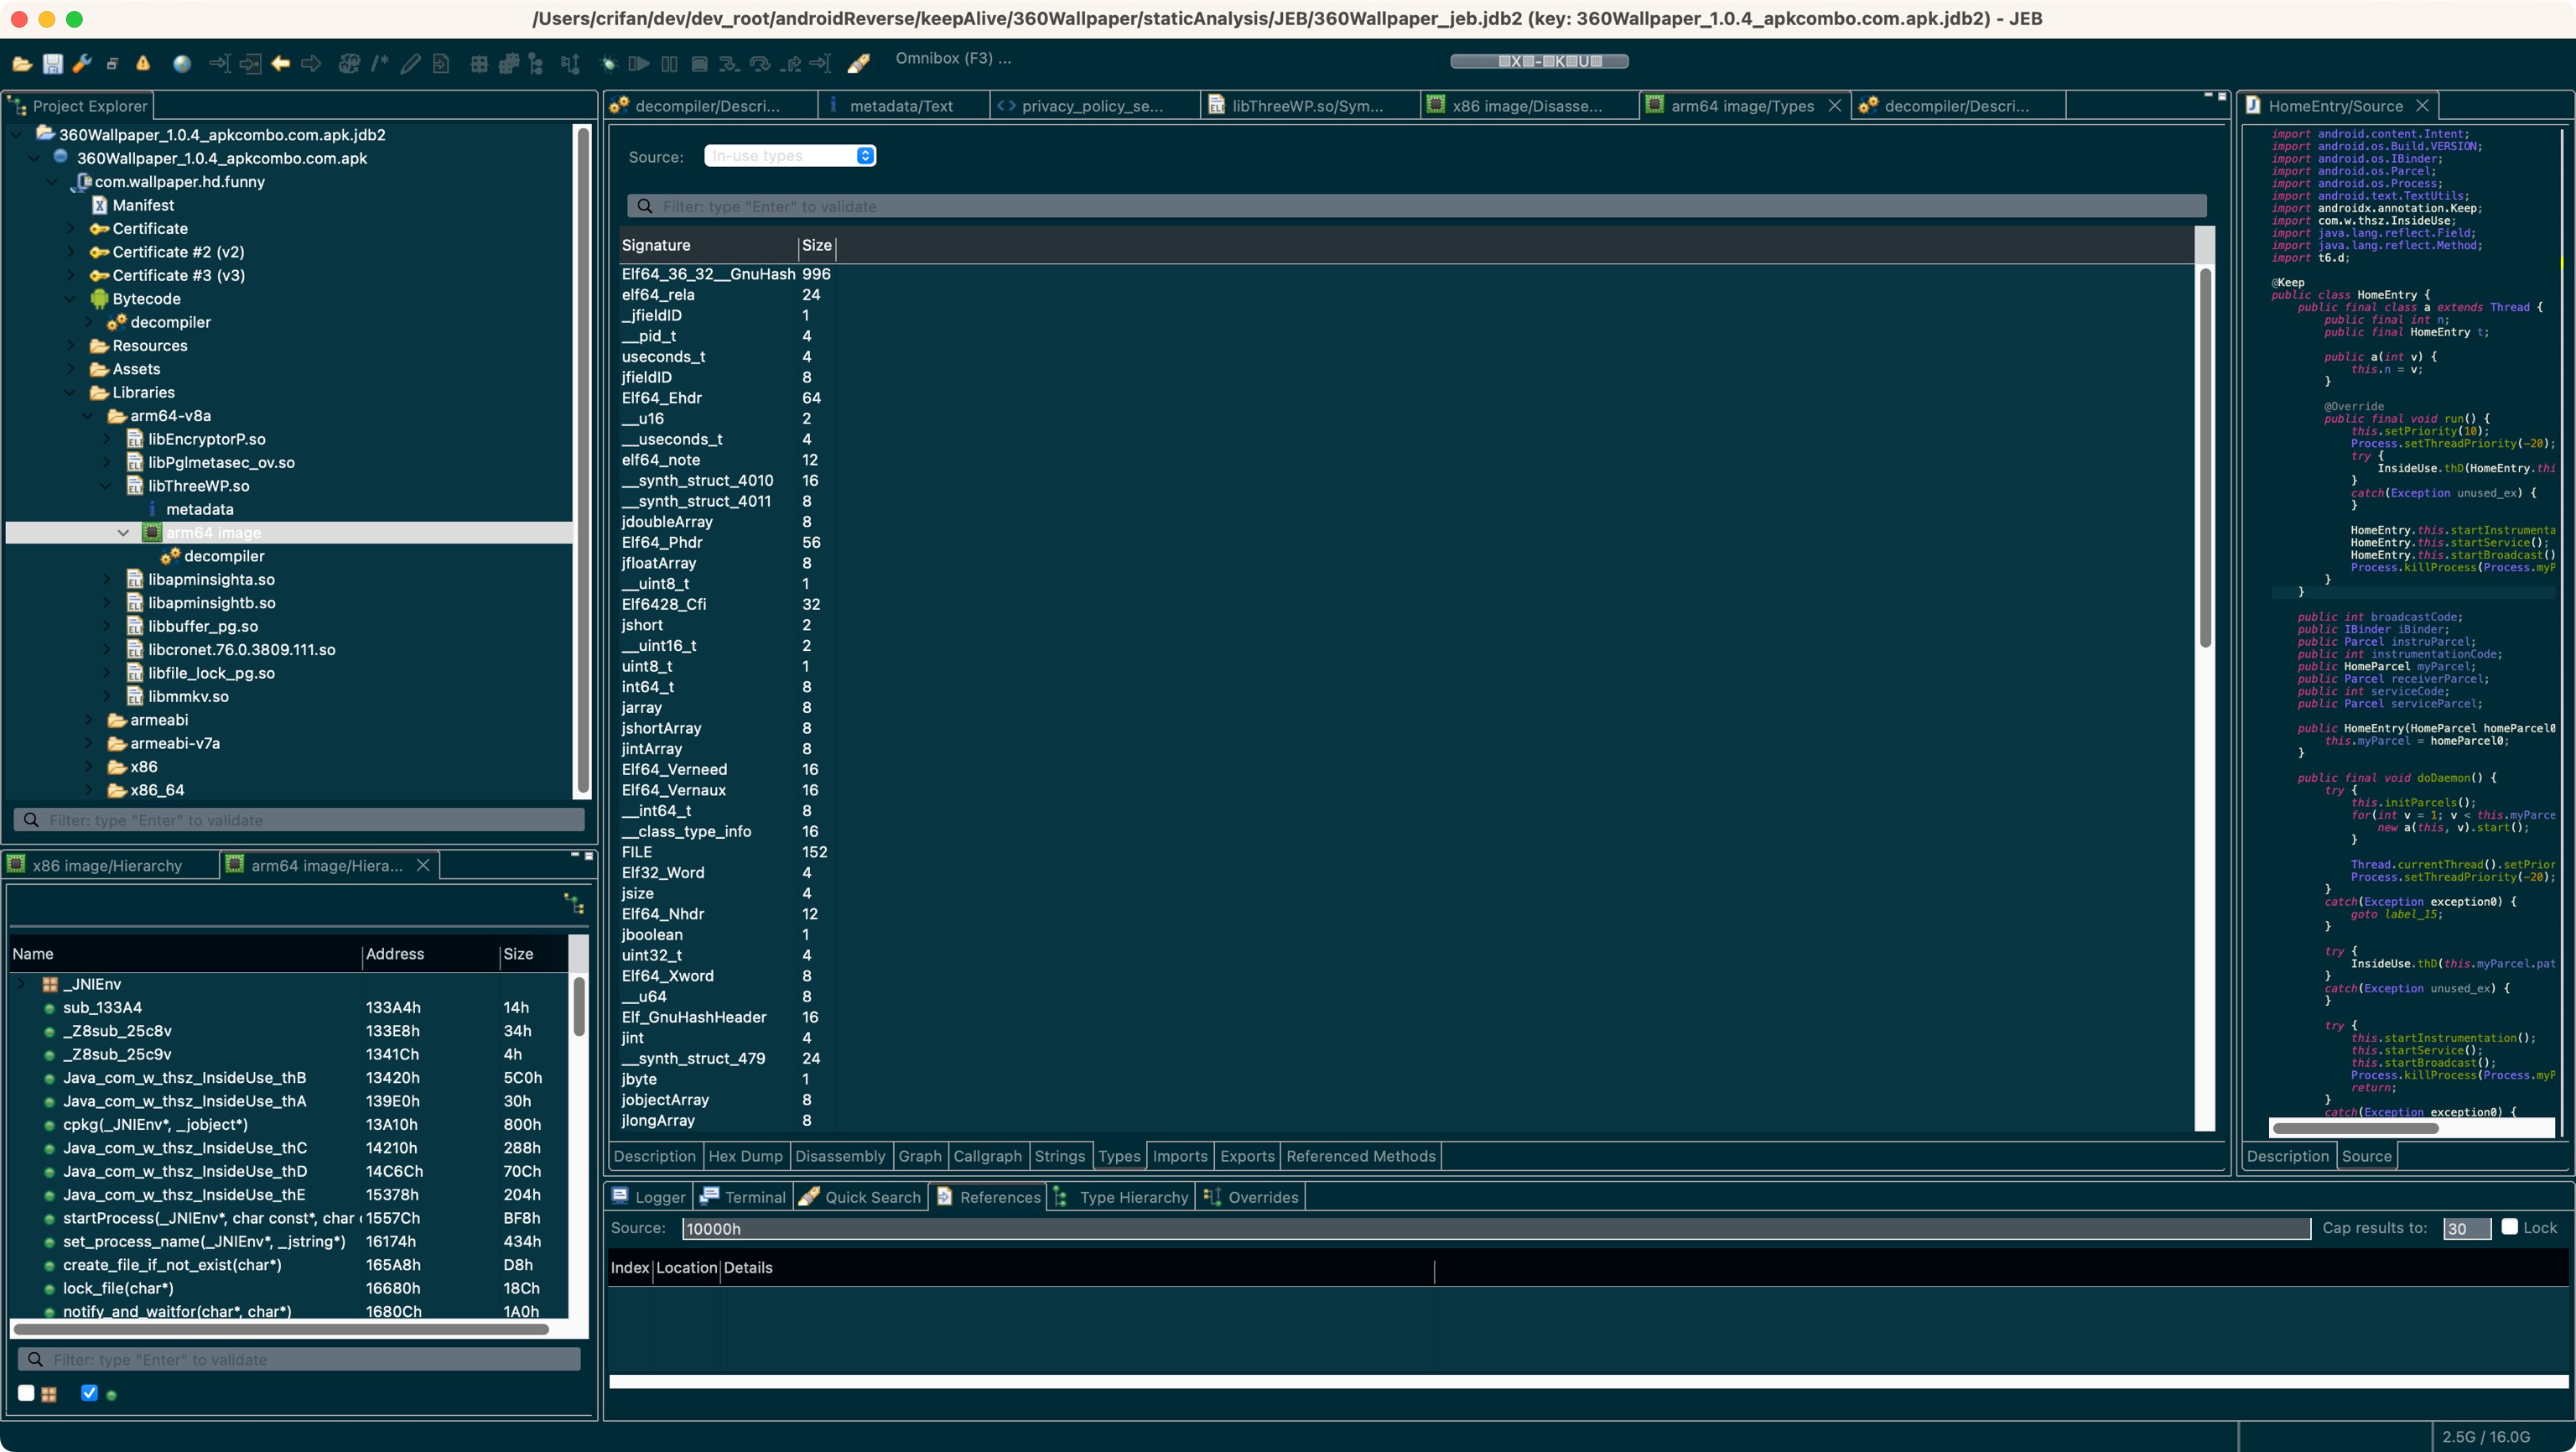 /Users/crifan/dev/dev_root/androidReverse/keepAlive/360Wallpaper/staticAnalysis/JEB/360Wallpaper_jeb.jdb2 (key: 360Wallpaper_1.0.4_apkcombo.com.apk.jdb2) - JEB
Omnibox (F3) ...
Project Explorer
360Wallpaper_1.0.4_apkcombo.com.apk.jdb2
360Wallpaper_1.0.4_apkcombo.com.apk
com.wallpaper.hd.funny
Manifest
Certificate
Certificate #2 (v2)
Certificate #3 (v3)
Bytecode
decompiler
Resources
Assets
Libraries
arm64-v8a
libEncryptorP.so
libPglmetasec_ov.so
libThreeWP.so
metadata
arm64 image
decompiler
libapminsighta.so
libapminsightb.so
libbuffer_pg.so
libcronet.76.0.3809.111.so
libfile_lock_pg.so
libmmkv.so
armeabi
armeabi-v7a
x86
x86_64
Filter: type "Enter" to validate
x86 image/Hierarchy
arm64 image/Hiera...
Name Address Size
_JNIEnv
sub_133A4 133A4h 14h
_Z8sub_25c8v 133E8h 34h
_Z8sub_25c9v 1341Ch 4h
Java_com_w_thsz_InsideUse_thB 13420h 5C0h
Java_com_w_thsz_InsideUse_thA 139E0h 30h
cpkg(_JNIEnv*, _jobject*) 13A10h 800h
Java_com_w_thsz_InsideUse_thC 14210h 288h
Java_com_w_thsz_InsideUse_thD 14C6Ch 70Ch
Java_com_w_thsz_InsideUse_thE 15378h 204h
startProcess(_JNIEnv*, char const*, char 1557Ch BF8h
set_process_name(_JNIEnv*, _jstring*) 16174h 434h
create_file_if_not_exist(char*) 165A8h D8h
lock_file(char*) 16680h 18Ch
notify_and_waitfor(char*, char*) 1680Ch 1A0h
Filter: type "Enter" to validate
decompiler/Descri...
metadata/Text
privacy_policy_se...
libThreeWP.so/Sym...
x86 image/Disasse...
arm64 image/Types
decompiler/Descri...
Source: In-use types
Filter: type "Enter" to validate
Signature Size
Elf64_36_32__GnuHash 996
elf64_rela 24
_jfieldID 1
__pid_t 4
useconds_t 4
jfieldID 8
Elf64_Ehdr 64
__u16 2
__useconds_t 4
elf64_note 12
__synth_struct_4010 16
__synth_struct_4011 8
jdoubleArray 8
Elf64_Phdr 56
jfloatArray 8
__uint8_t 1
Elf6428_Cfi 32
jshort 2
__uint16_t 2
uint8_t 1
int64_t 8
jarray 8
jshortArray 8
jintArray 8
Elf64_Verneed 16
Elf64_Vernaux 16
__int64_t 8
__class_type_info 16
FILE 152
Elf32_Word 4
jsize 4
Elf64_Nhdr 12
jboolean 1
uint32_t 4
Elf64_Xword 8
__u64 8
Elf_GnuHashHeader 16
jint 4
__synth_struct_479 24
jbyte 1
jobjectArray 8
jlongArray 8
Description Hex Dump Disassembly Graph Callgraph Strings Types Imports Exports Referenced Methods
Logger Terminal Quick Search References Type Hierarchy Overrides
Source: 10000h Cap results to: 30 Lock
Index Location Details
HomeEntry/Source
import android.content.Intent;
import android.os.Build.VERSION;
import android.os.IBinder;
import android.os.Parcel;
import android.os.Process;
import android.text.TextUtils;
import androidx.annotation.Keep;
import com.w.thsz.InsideUse;
import java.lang.reflect.Field;
import java.lang.reflect.Method;
import t6.d;
@Keep
public class HomeEntry {
public final class a extends Thread {
public final int n;
public final HomeEntry t;
public a(int v) {
this.n = v;
}
@Override
public final void run() {
this.setPriority(10);
Process.setThreadPriority(-20);
try {
InsideUse.thD(HomeEntry.thi
}
catch(Exception unused_ex) {
}
HomeEntry.this.startInstrumenta
HomeEntry.this.startService();
HomeEntry.this.startBroadcast()
Process.killProcess(Process.myP
}
}
public int broadcastCode;
public IBinder iBinder;
public Parcel instruParcel;
public int instrumentationCode;
public HomeParcel myParcel;
public Parcel receiverParcel;
public int serviceCode;
public Parcel serviceParcel;
public HomeEntry(HomeParcel homeParcel0
this.myParcel = homeParcel0;
}
public final void doDaemon() {
try {
this.initParcels();
for(int v = 1; v < this.myParce
new a(this, v).start();
}
Thread.currentThread().setPrior
Process.setThreadPriority(-20);
}
catch(Exception exception0) {
goto label_15;
}
try {
InsideUse.thD(this.myParcel.pat
}
catch(Exception unused_ex) {
}
try {
this.startInstrumentation();
this.startService();
this.startBroadcast();
Process.killProcess(Process.myP
return;
}
catch(Exception exception0) {
Description Source
2.5G / 16.0G